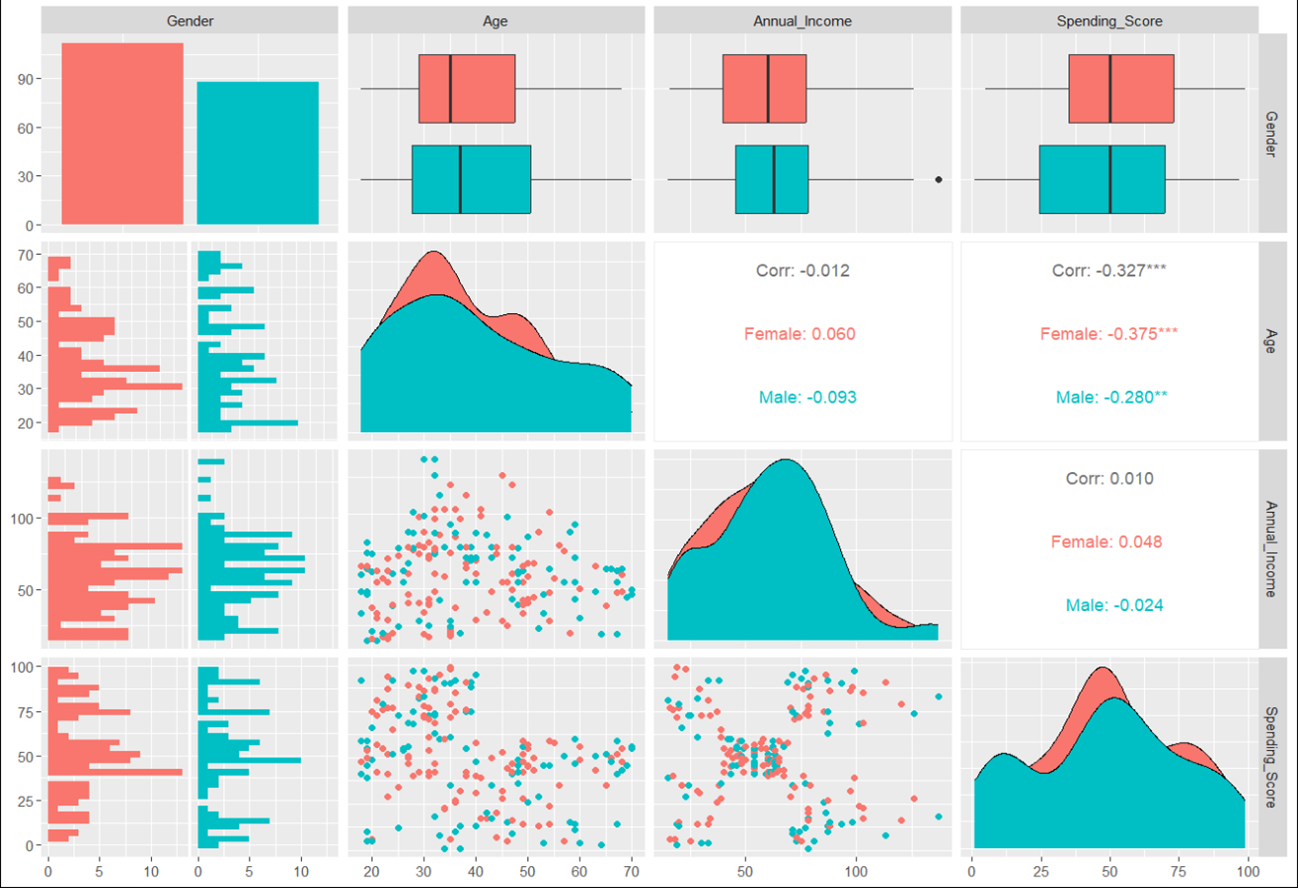 Gender Age Annual_Income Spending_Score
90
60
30
0
Gender
70
60
50
40
30
20
Corr: -0.012
Female: 0.060
Male: -0.093
Corr: -0.327***
Female: -0.375***
Male: -0.280**
Age
100
50
Corr: 0.010
Female: 0.048
Male: -0.024
Annual_Income
100
75
50
25
0
Spending_Score
0 5 10 0 5 10 20 30 40 50 60 70 50 100 0 25 50 75 100